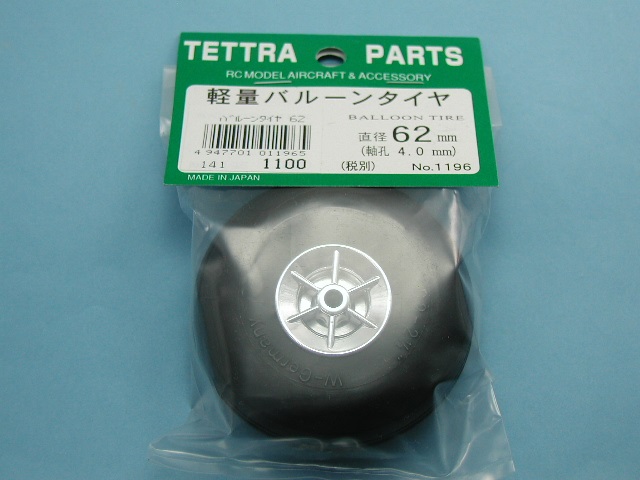 TETTRA PARTS
RC MODEL AIRCRAFT & ACCESSORY
軽量バルーンタイヤ
バルーンタイヤ 62
BALLOON TIRE
直径 62 mm
(軸孔 4.0 mm)
4 947701 011965
141 1100 (税別) No.1196
MADE IN JAPAN
W-Germany